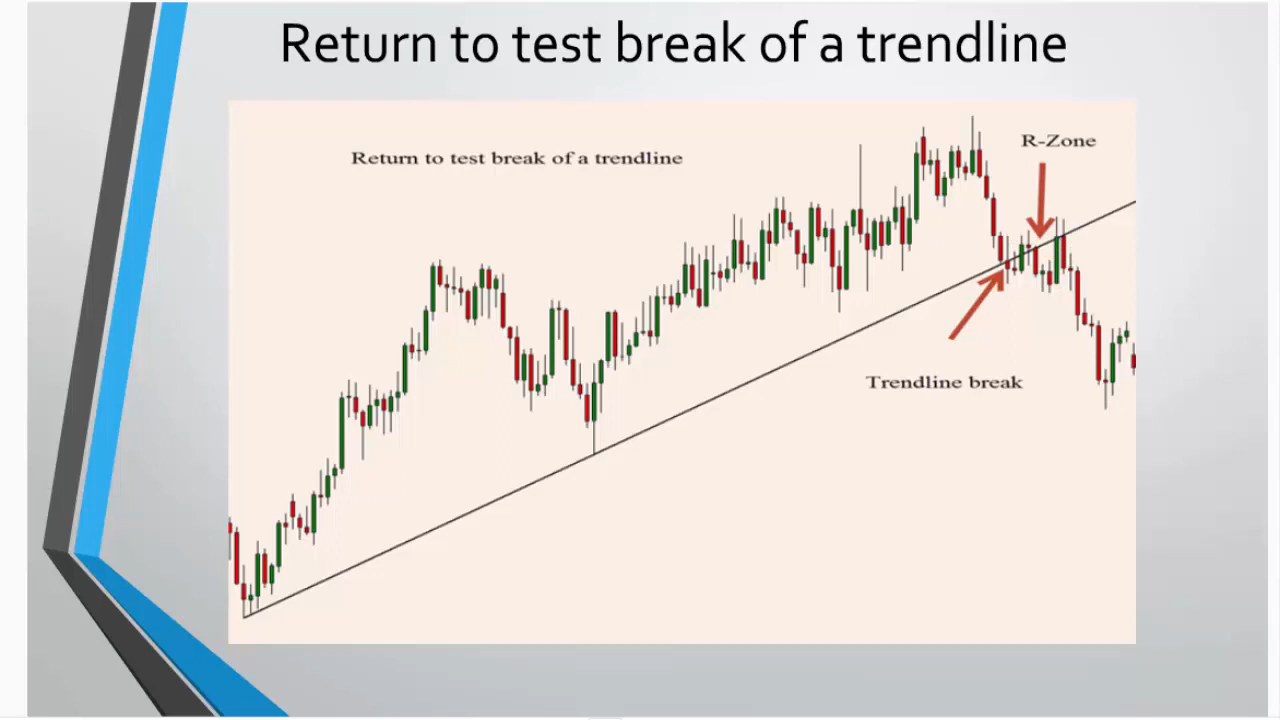 Return to test break of a trendline
Return to test break of a trendline
R-Zone
Trendline break